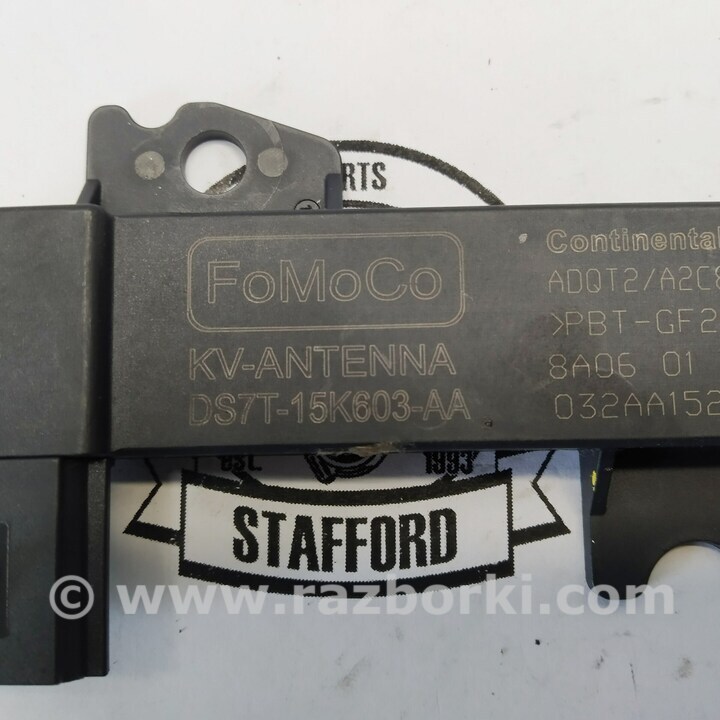 RTS
FoMoCo
KV-ANTENNA
DS7T-15K603-AA
Continental
ADQT2/A2C8
>PBT-GF2
8A06 01
032AA152
EST. 1993
STAFFORD
© www.razborki.com